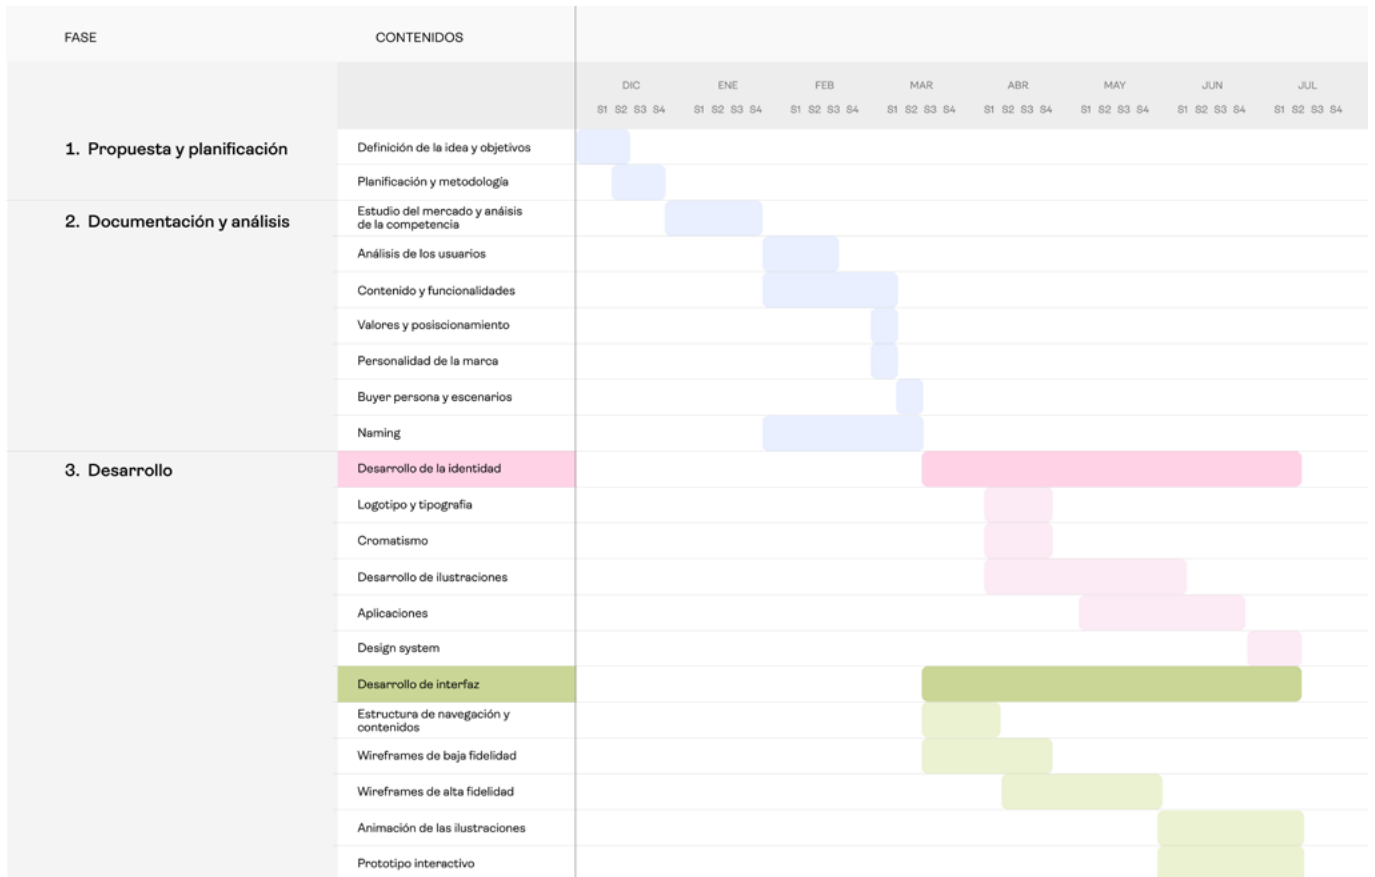 FASE
CONTENIDOS
DIC ENE FEB MAR ABR MAY JUN JUL
S1 S2 S3 S4 S1 S2 S3 S4 S1 S2 S3 S4 S1 S2 S3 S4 S1 S2 S3 S4 S1 S2 S3 S4 S1 S2 S3 S4 S1 S2 S3 S4
1. Propuesta y planificación
Definición de la idea y objetivos
Planificación y metodología
2. Documentación y análisis
Estudio del mercado y anáisis
de la competencia
Análisis de los usuarios
Contenido y funcionalidades
Valores y posiscionamiento
Personalidad de la marca
Buyer persona y escenarios
Naming
3. Desarrollo
Desarrollo de la identidad
Logotipo y tipografia
Cromatismo
Desarrollo de ilustraciones
Aplicaciones
Design system
Desarrollo de interfaz
Estructura de navegación y
contenidos
Wireframes de baja fidelidad
Wireframes de alta fidelidad
Animación de las ilustraciones
Prototipo interactivo